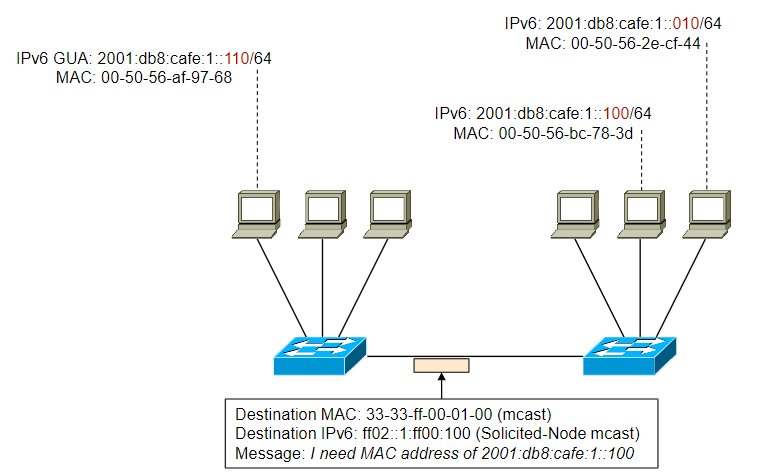 IPv6: 2001:db8:cafe:1::010/64
MAC: 00-50-56-2e-cf-44
IPv6 GUA: 2001:db8:cafe:1::110/64
MAC: 00-50-56-af-97-68
IPv6: 2001:db8:cafe:1::100/64
MAC: 00-50-56-bc-78-3d
Destination MAC: 33-33-ff-00-01-00 (mcast)
Destination IPv6: ff02::1:ff00:100 (Solicited-Node mcast)
Message: I need MAC address of 2001:db8:cafe:1::100